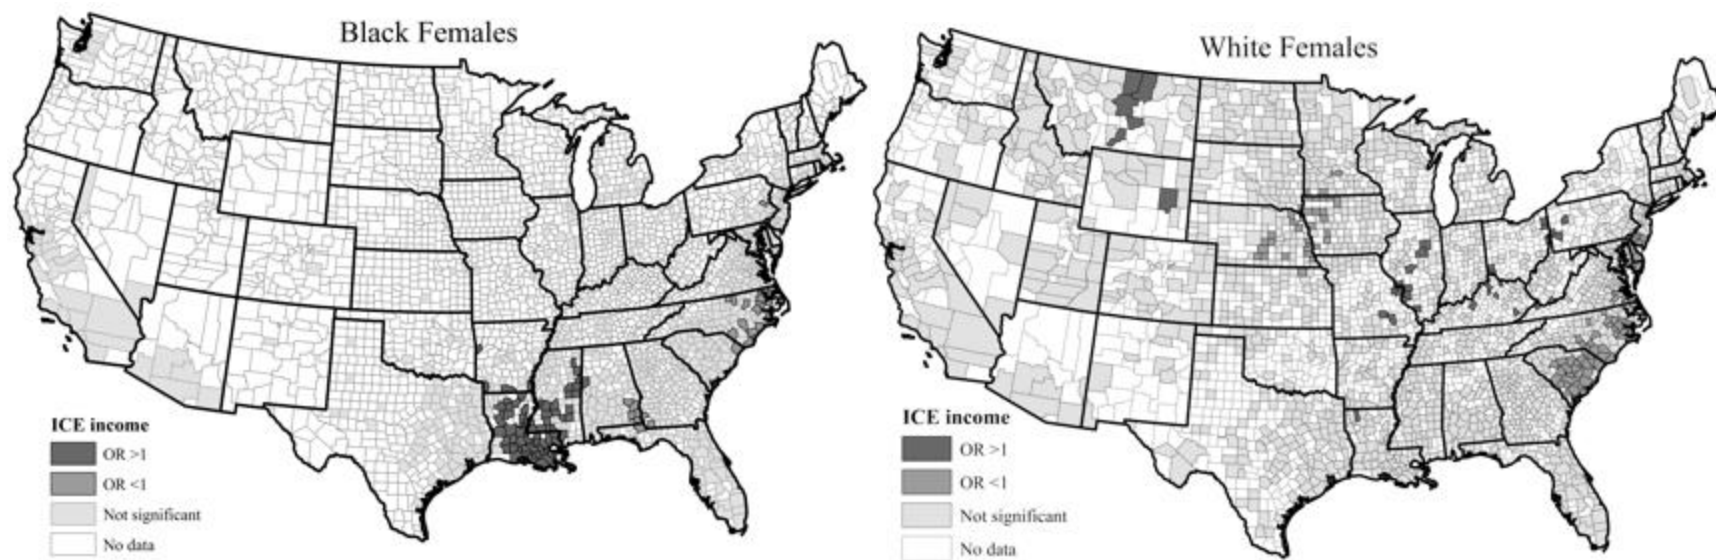 Black Females
ICE income
OR >1
OR <1
Not significant
No data
White Females
ICE income
OR >1
OR <1
Not significant
No data